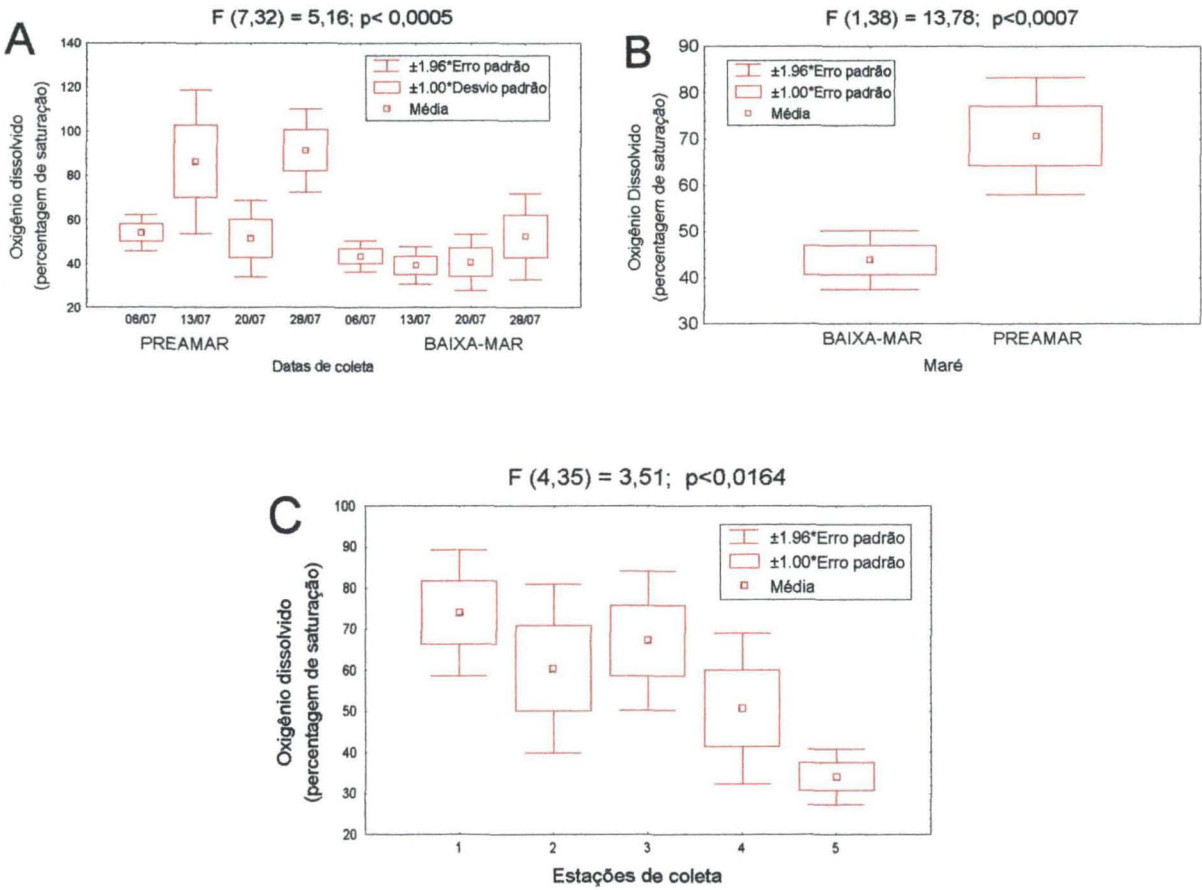 F (7,32) = 5,16; p< 0,0005
A
140
120
100
80
60
40
20
Oxigênio dissolvido
(percentagem de saturação)
±1.96*Erro padrão
±1.00*Desvio padrão
Média
06/07 13/07 20/07 28/07 06/07 13/07 20/07 28/07
PREAMAR BAIXA-MAR
Datas de coleta
F (1,38) = 13,78; p<0,0007
B
90
80
70
60
50
40
30
Oxigênio Dissolvido
(percentagem de saturação)
±1.96*Erro padrão
±1.00*Erro padrão
Média
BAIXA-MAR PREAMAR
Maré
F (4,35) = 3,51; p<0,0164
C
100
90
80
70
60
50
40
30
20
Oxigênio dissolvido
(percentagem de saturação)
±1.96*Erro padrão
±1.00*Erro padrão
Média
1 2 3 4 5
Estações de coleta